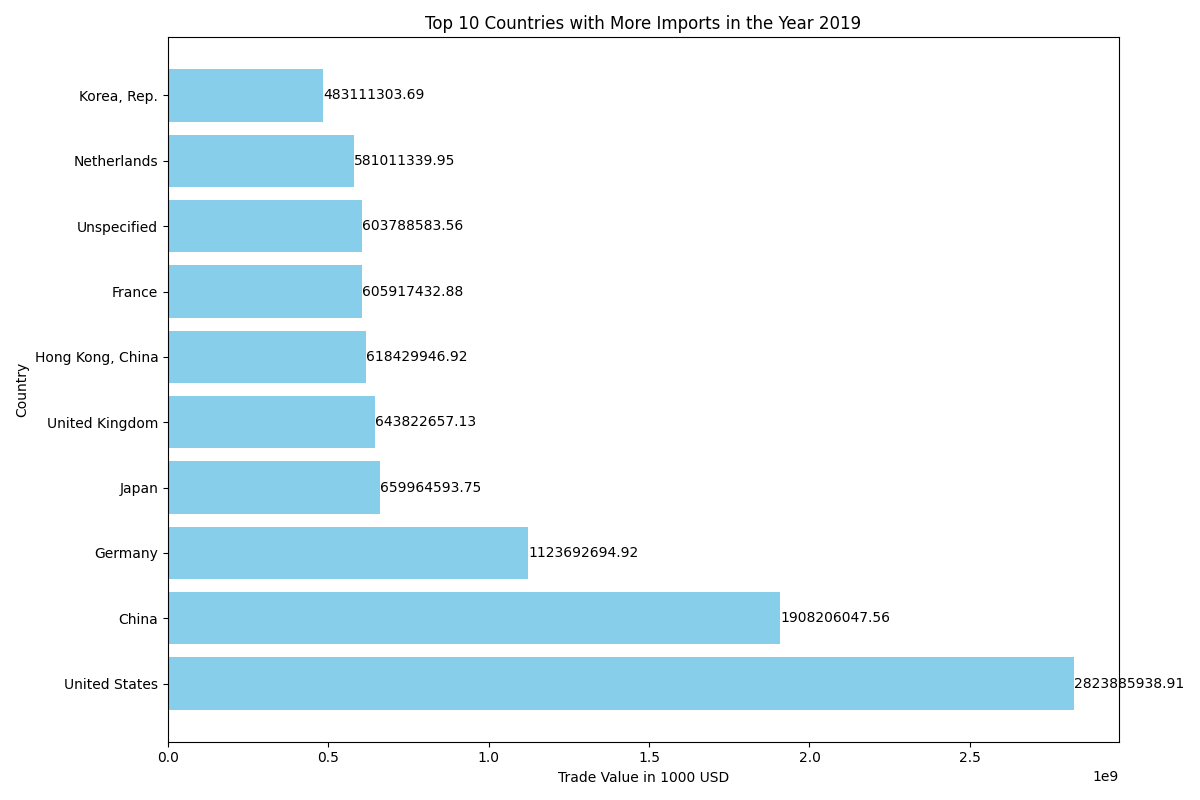 Top 10 Countries with More Imports in the Year 2019
Korea, Rep. 483111303.69
Netherlands 581011339.95
Unspecified 603788583.56
France 605917432.88
Hong Kong, China 618429946.92
Country
United Kingdom 643822657.13
Japan 659964593.75
Germany 1123692694.92
China 1908206047.56
United States 2823885938.91
0.0 0.5 1.0 1.5 2.0 2.5
Trade Value in 1000 USD
1e9